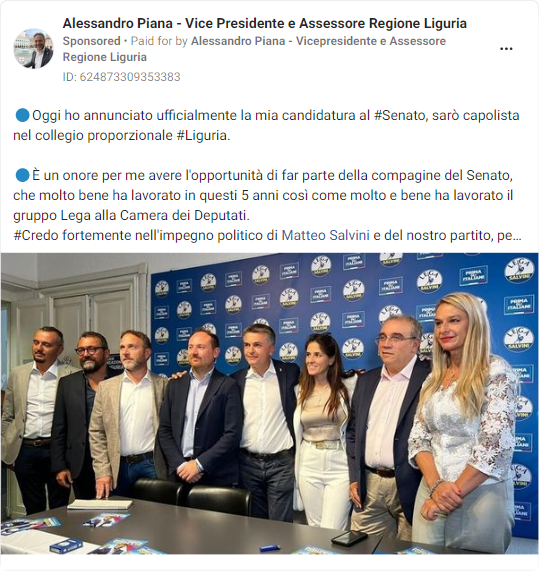 Alessandro Piana - Vice Presidente e Assessore Regione Liguria
Sponsored • Paid for by Alessandro Piana - Vicepresidente e Assessore
Regione Liguria
ID: 624873309353383
🔵Oggi ho annunciato ufficialmente la mia candidatura al #Senato, sarò capolista
nel collegio proporzionale #Liguria.
🔵È un onore per me avere l'opportunità di far parte della compagine del Senato,
che molto bene ha lavorato in questi 5 anni così come molto e bene ha lavorato il
gruppo Lega alla Camera dei Deputati.
#Credo fortemente nell'impegno politico di Matteo Salvini e del nostro partito, pe...
LEGA
SALVINI
PRIMA
gli ITALIANI